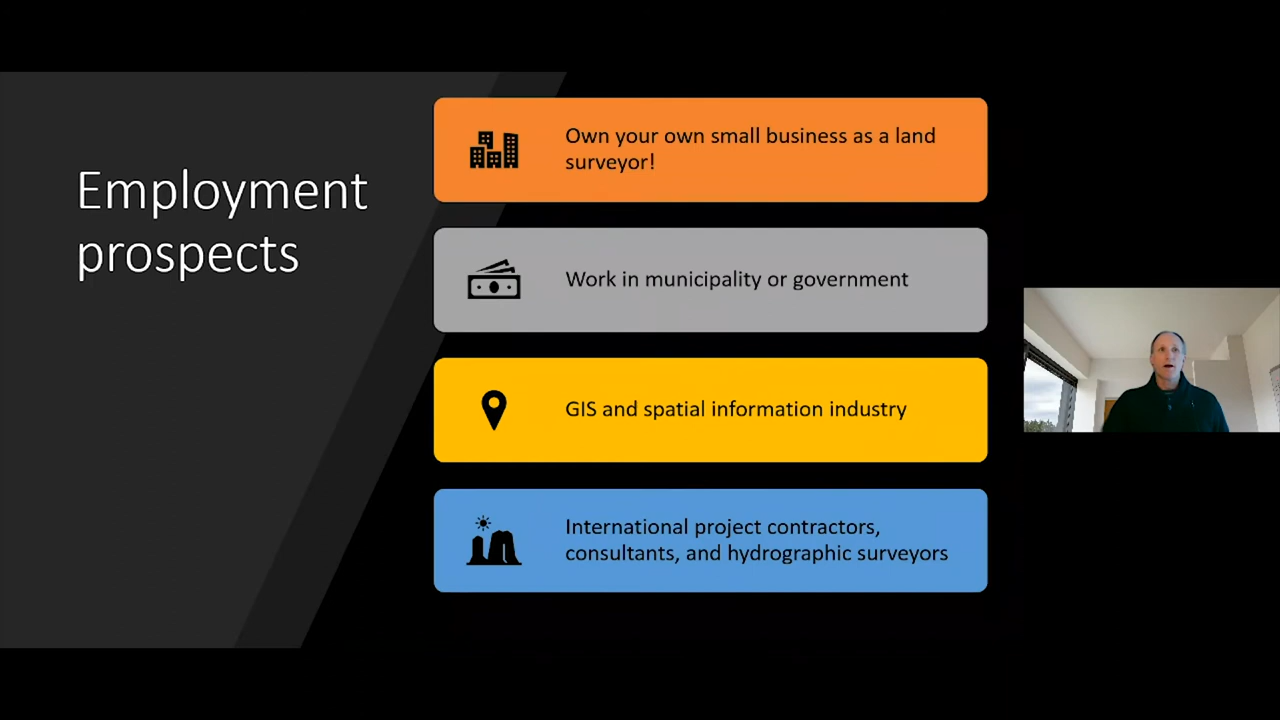 Employment
prospects
Own your own small business as a land
surveyor!
Work in municipality or government
GIS and spatial information industry
International project contractors,
consultants, and hydrographic surveyors